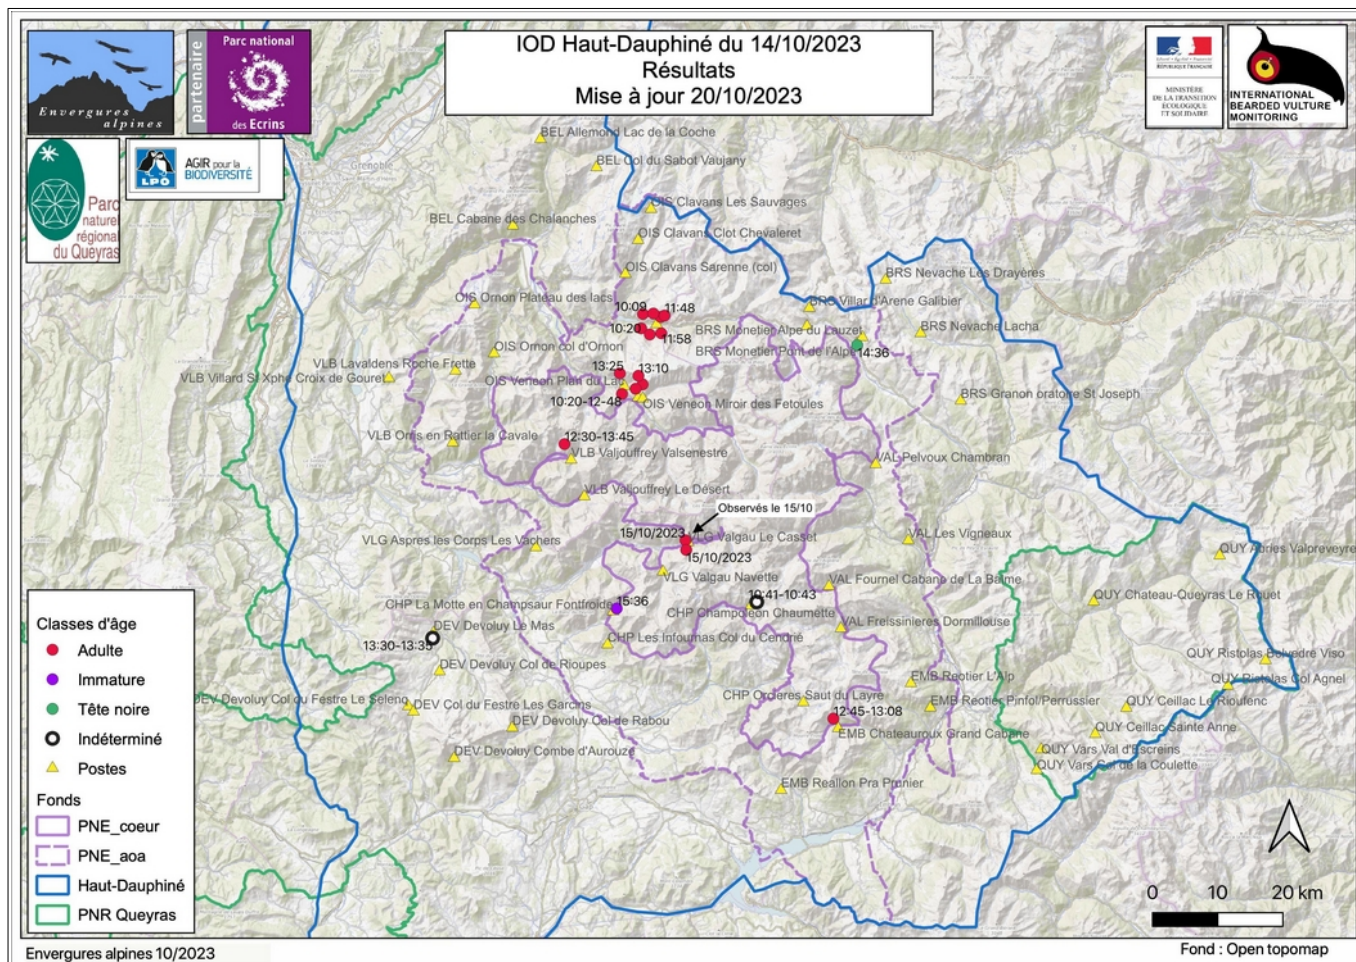 IOD Haut-Dauphiné du 14/10/2023
Résultats
Mise à jour 20/10/2023
Envergures
alpines
partenaire
Parc national
des Ecrins
Parc
naturel
régional
du Queyras
LPO
AGIR pour la
BIODIVERSITÉ
RÉPUBLIQUE FRANÇAISE
MINISTÈRE
DE LA TRANSITION
ÉCOLOGIQUE
ET SOLIDAIRE
INTERNATIONAL
BEARDED VULTURE
MONITORING
BEL Allemond Lac de la Coche
Grenoble
BEL Col du Sabot Vaujany
OIS Clavans Les Sauvages
BEL Cabane des Chalanches
OIS Clavans Clot Chevaleret
OIS Clavans Sarenne (col)
BRS Nevache Les Drayères
OIS Ornon Plateau des lacs
10:09
11:48
BRS Villar d'Arene Galibier
10:20
11:58
BRS Monetier Alpe du Lauzet
BRS Nevache Lacha
OIS Ornon col d'Ornon
BRS Monetier Pont de l'Alpe
14:36
VLB Lavaldens Roche Frette
13:25
13:10
VLB Villard St Xphe Croix de Gouret
OIS Veneon Plan du Lac
10:20-12-48
OIS Veneon Miroir des Fetoules
BRS Granon oratoire St Joseph
VLB Orris en Rattier la Cavale
12:30-13:45
VLB Valjouffrey Valsenestre
VAL Pelvoux Chambran
VLB Valjouffrey Le Désert
Observés le 15/10
15/10/2023
VLG Valgau Le Casset
VAL Les Vigneaux
VLG Aspres les Corps Les Vachers
15/10/2023
QUY Abries Valpreveyre
VLG Valgau Navette
VAL Fournel Cabane de La Balme
CHP La Motte en Champsaur Fontfroide
15:36
10:41-10:43
QUY Chateau-Queyras Le Rouet
CHP Champoleon Chaumette
DEV Devoluy Le Mas
VAL Freissinieres Dormillouse
13:30-13:35
CHP Les Infournas Col du Cendrié
QUY Ristolas Belvedre Viso
DEV Devoluy Col de Rioupes
EMB Reotier L'Alp
QUY Ristolas Col Agnel
DEV Devoluy Col du Festre Le Seleno
DEV Col du Festre Les Garcins
CHP Orcieres Saut du Layre
EMB Reotier Pinfol/Perrussier
QUY Ceillac Le Rioufenc
12:45-13:08
DEV Devoluy Col de Rabou
EMB Chateauroux Grand Cabane
QUY Ceillac Sainte Anne
DEV Devoluy Combe d'Aurouze
QUY Vars Val d'Escreins
QUY Vars Col de la Coulette
EMB Reallon Pra Prunier
Classes d'âge
Adulte
Immature
Tête noire
Indéterminé
Postes
Fonds
PNE_coeur
PNE_aoa
Haut-Dauphiné
PNR Queyras
0 10 20 km
Envergures alpines 10/2023
Fond : Open topomap